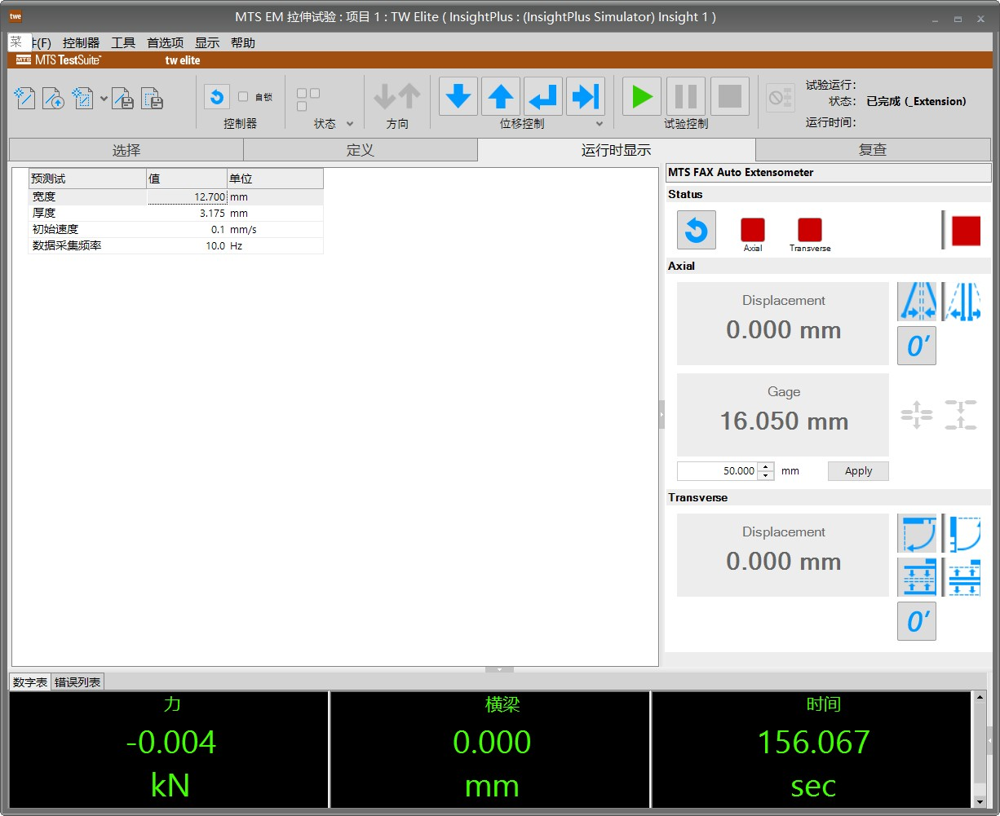 twe
MTS EM 拉伸试验 : 项目 1 : TW Elite ( InsightPlus : (InsightPlus Simulator) Insight 1 )
菜 (F) 控制器 工具 首选项 显示 帮助
MTS MTS TestSuite™ tw elite
自锁
控制器
状态
方向
位移控制
试验控制
试验运行:
状态: 已完成 (_Extension)
运行时间:
选择 定义 运行时显示 复查
预测试 值 单位
宽度 12.700 mm
厚度 3.175 mm
初始速度 0.1 mm/s
数据采集频率 10.0 Hz
MTS FAX Auto Extensometer
Status
Axial Transverse
Axial
Displacement
0.000 mm
0'
Gage
16.050 mm
50.000 mm Apply
Transverse
Displacement
0.000 mm
0'
数字表 错误列表
力 横梁 时间
-0.004 0.000 156.067
kN mm sec